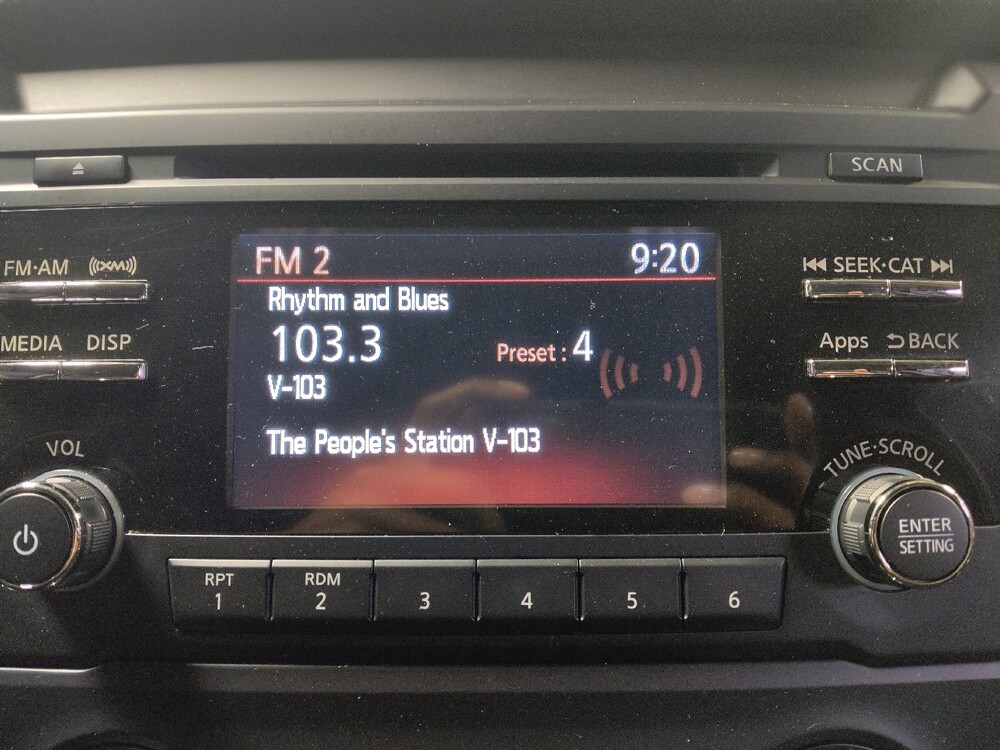 SCAN
FM·AM
((XM))
SEEK·CAT
MEDIA
DISP
Apps
BACK
FM 2
9:20
Rhythm and Blues
103.3
Preset : 4
V-103
The People's Station V-103
VOL
TUNE·SCROLL
ENTER
SETTING
RPT
1
RDM
2
3
4
5
6